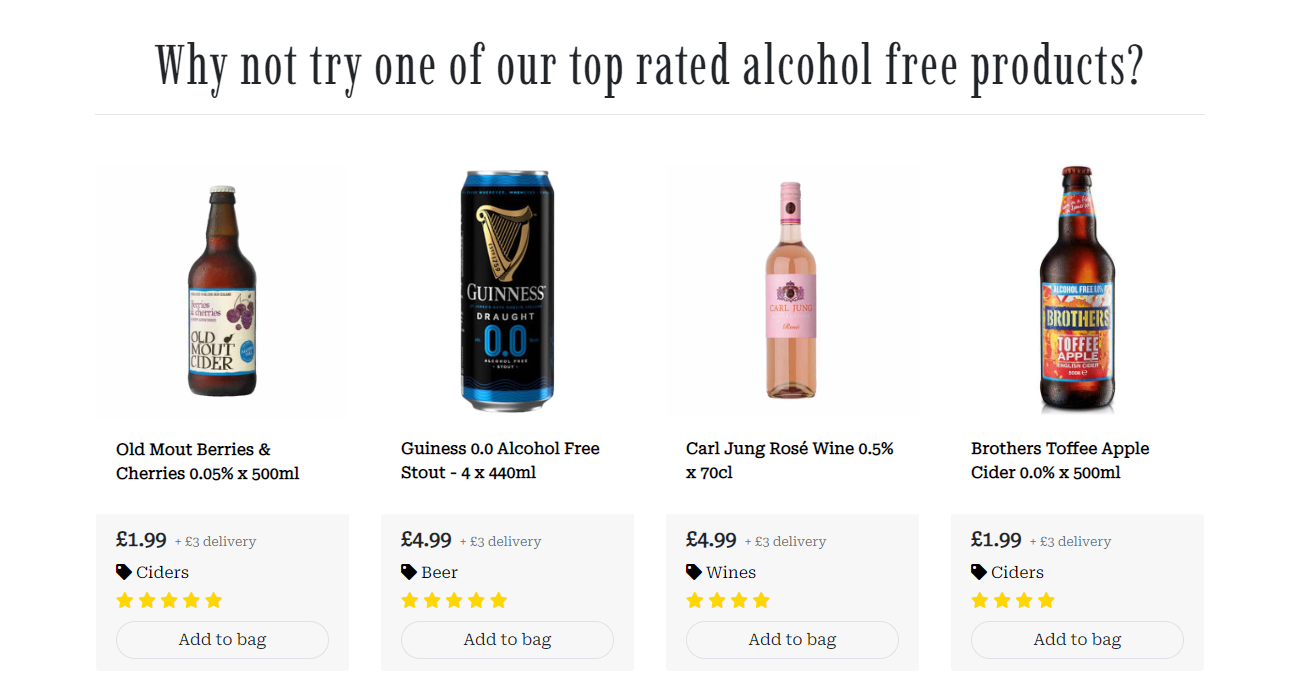 Why not try one of our top rated alcohol free products?
Berries
& cherries
OLD
MOUT
CIDER
GUINNESS
DRAUGHT
0.0
ALCOHOL FREE
STOUT
CARL JUNG
Rosé
ALCOHOL FREE
BROTHERS
TOFFEE
APPLE
ENGLISH CIDER
500ml
Old Mout Berries &
Cherries 0.05% x 500ml
Guiness 0.0 Alcohol Free
Stout - 4 x 440ml
Carl Jung Rosé Wine 0.5%
x 70cl
Brothers Toffee Apple
Cider 0.0% x 500ml
£1.99 + £3 delivery
Ciders
Add to bag
£4.99 + £3 delivery
Beer
Add to bag
£4.99 + £3 delivery
Wines
Add to bag
£1.99 + £3 delivery
Ciders
Add to bag